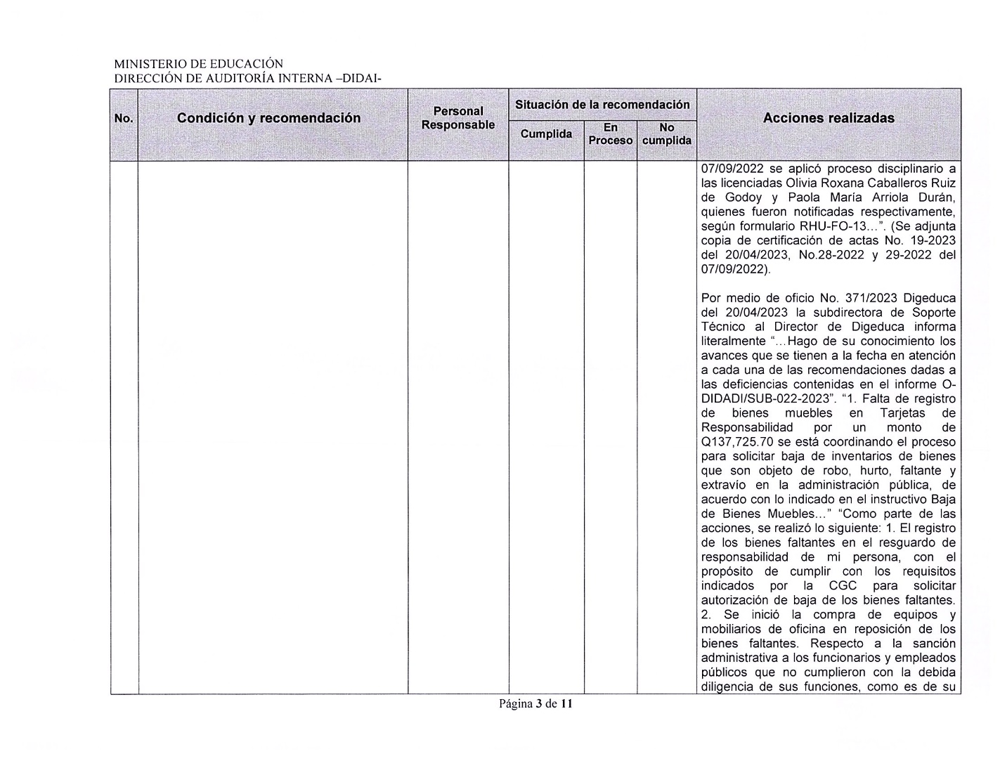 MINISTERIO DE EDUCACIÓN
DIRECCIÓN DE AUDITORÍA INTERNA –DIDAI-
No.
Condición y recomendación
Personal
Responsable
Situación de la recomendación
Cumplida
En
Proceso
No
cumplida
Acciones realizadas
07/09/2022 se aplicó proceso disciplinario a
las licenciadas Olivia Roxana Caballeros Ruiz
de Godoy y Paola María Arriola Durán,
quienes fueron notificadas respectivamente,
según formulario RHU-FO-13...”. (Se adjunta
copia de certificación de actas No. 19-2023
del 20/04/2023, No.28-2022 y 29-2022 del
07/09/2022).
Por medio de oficio No. 371/2023 Digeduca
del 20/04/2023 la subdirectora de Soporte
Técnico al Director de Digeduca informa
literalmente “...Hago de su conocimiento los
avances que se tienen a la fecha en atención
a cada una de las recomendaciones dadas a
las deficiencias contenidas en el informe O-
DIDADI/SUB-022-2023”. “1. Falta de registro
de bienes muebles en Tarjetas de
Responsabilidad por un monto de
Q137,725.70 se está coordinando el proceso
para solicitar baja de inventarios de bienes
que son objeto de robo, hurto, faltante y
extravío en la administración pública, de
acuerdo con lo indicado en el instructivo Baja
de Bienes Muebles...” “Como parte de las
acciones, se realizó lo siguiente: 1. El registro
de los bienes faltantes en el resguardo de
responsabilidad de mi persona, con el
propósito de cumplir con los requisitos
indicados por la CGC para solicitar
autorización de baja de los bienes faltantes.
2. Se inició la compra de equipos y
mobiliarios de oficina en reposición de los
bienes faltantes. Respecto a la sanción
administrativa a los funcionarios y empleados
públicos que no cumplieron con la debida
diligencia de sus funciones, como es de su
Página 3 de 11